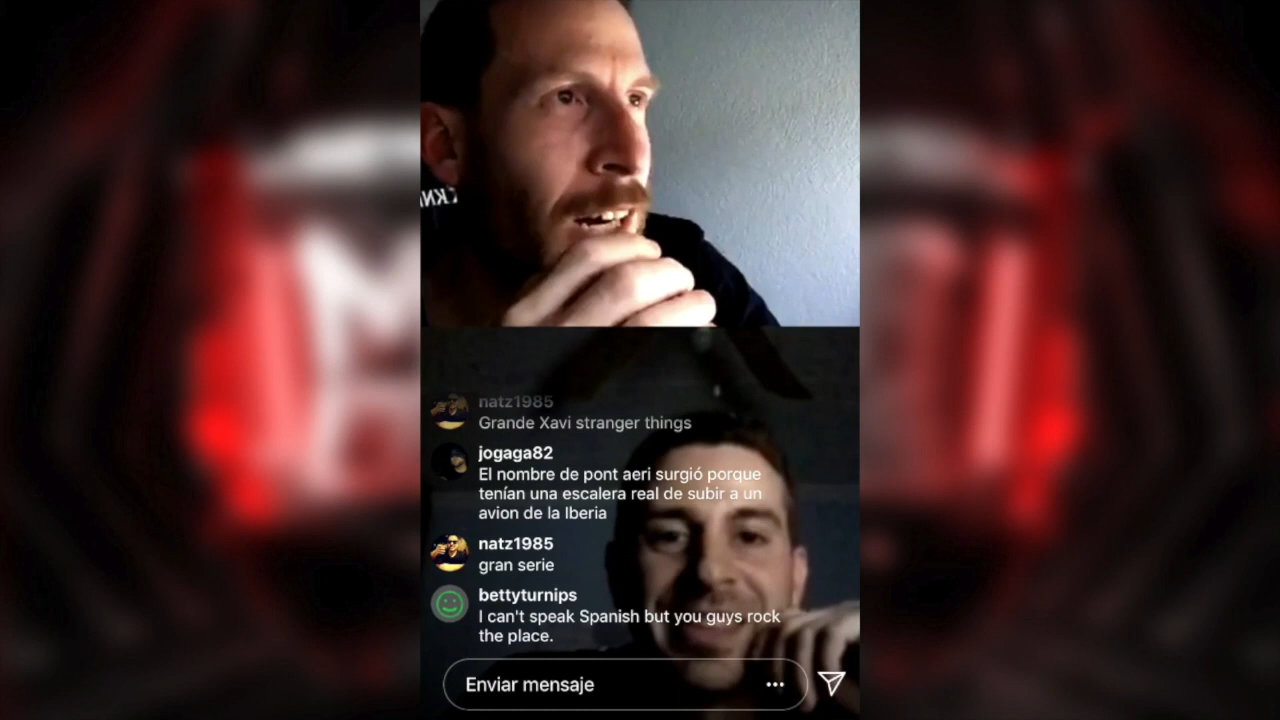 natz1985
Grande Xavi stranger things
jogaga82
El nombre de pont aeri surgió porque
tenían una escalera real de subir a un
avion de la Iberia
natz1985
gran serie
bettyturnips
I can't speak Spanish but you guys rock
the place.
Enviar mensaje